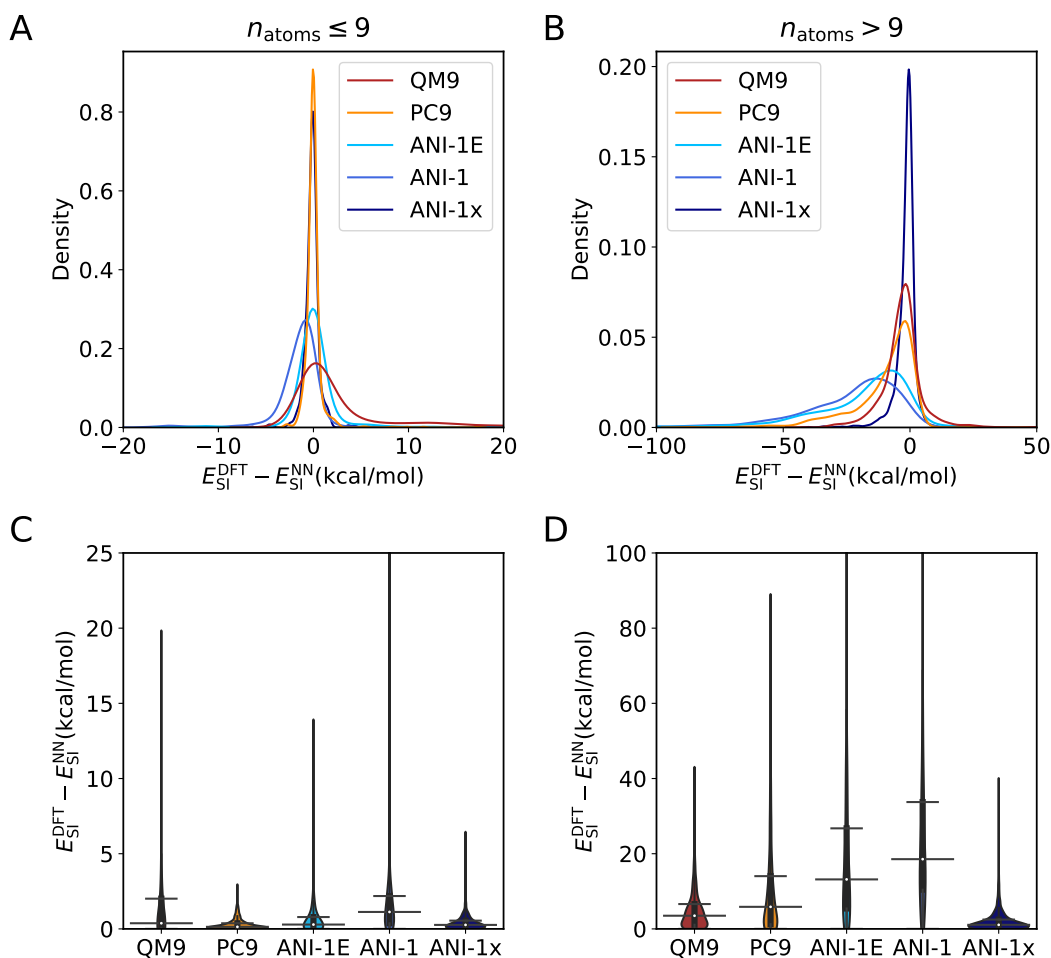 A
n_atoms ≤ 9
0.8
0.6
0.4
0.2
0.0
Density
QM9
PC9
ANI-1E
ANI-1
ANI-1x
−20 −10 0 10 20
E_SI^DFT − E_SI^NN(kcal/mol)
B
n_atoms > 9
0.20
0.15
0.10
0.05
0.00
Density
QM9
PC9
ANI-1E
ANI-1
ANI-1x
−100 −50 0 50
E_SI^DFT − E_SI^NN(kcal/mol)
C
25
20
15
10
5
0
E_SI^DFT − E_SI^NN(kcal/mol)
QM9 PC9 ANI-1E ANI-1 ANI-1x
D
100
80
60
40
20
0
E_SI^DFT − E_SI^NN(kcal/mol)
QM9 PC9 ANI-1E ANI-1 ANI-1x